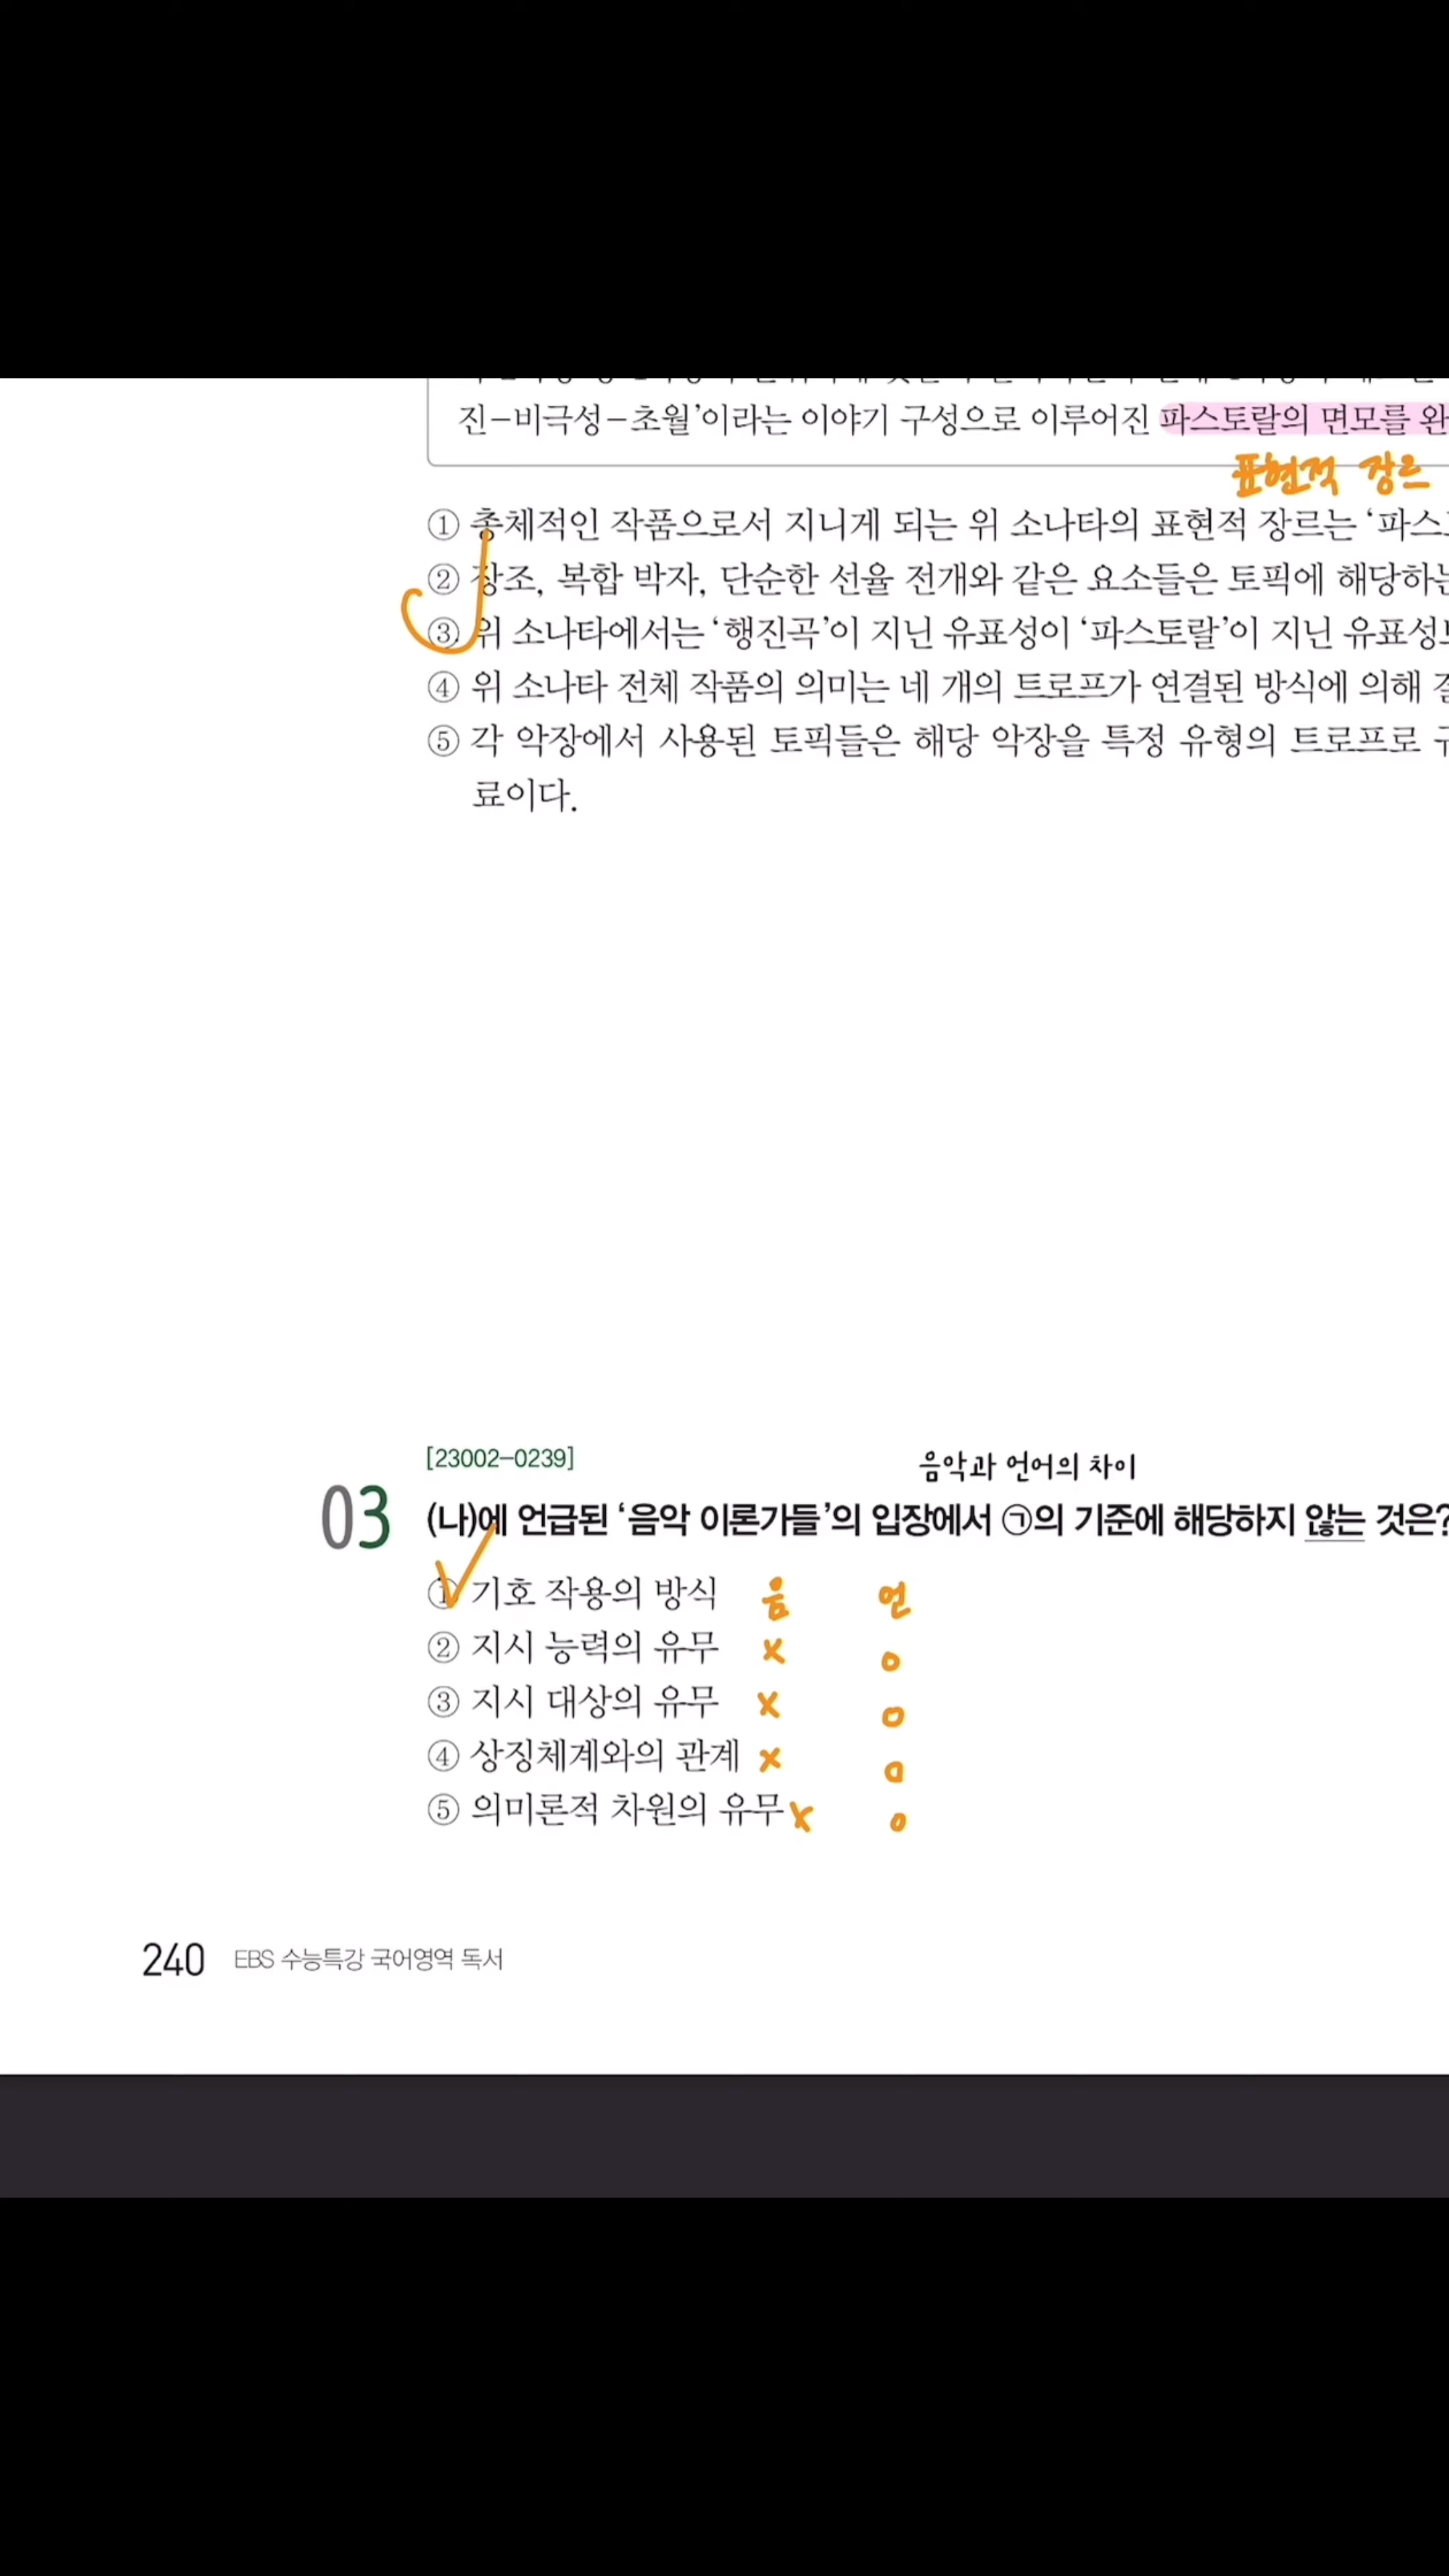 진-비극성-초월’이라는 이야기 구성으로 이루어진 파스토랄의 면모를 완
표현적 장르
① 총체적인 작품으로서 지니게 되는 위 소나타의 표현적 장르는 ‘파스
② 장조, 복합 박자, 단순한 선율 전개와 같은 요소들은 토픽에 해당하는
③ 위 소나타에서는 ‘행진곡’이 지닌 유표성이 ‘파스토랄’이 지닌 유표성
④ 위 소나타 전체 작품의 의미는 네 개의 트로프가 연결된 방식에 의해
⑤ 각 악장에서 사용된 토픽들은 해당 악장을 특정 유형의 트로프로
료이다.
[23002-0239]
음악과 언어의 차이
03 (나)에 언급된 ‘음악 이론가들’의 입장에서 ㉠의 기준에 해당하지 않는 것은?
① 기호 작용의 방식 음 언
② 지시 능력의 유무 x o
③ 지시 대상의 유무 x o
④ 상징체계와의 관계 x o
⑤ 의미론적 차원의 유무 x o
240 EBS 수능특강 국어영역 독서